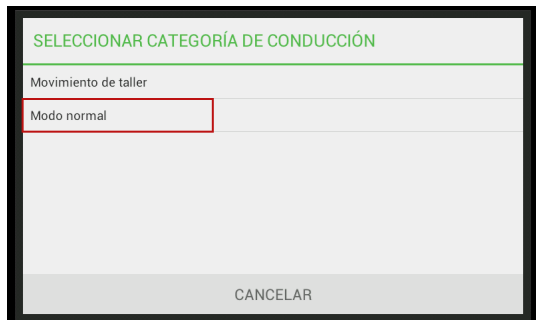 SELECCIONAR CATEGORÍA DE CONDUCCIÓN
Movimiento de taller
Modo normal
CANCELAR